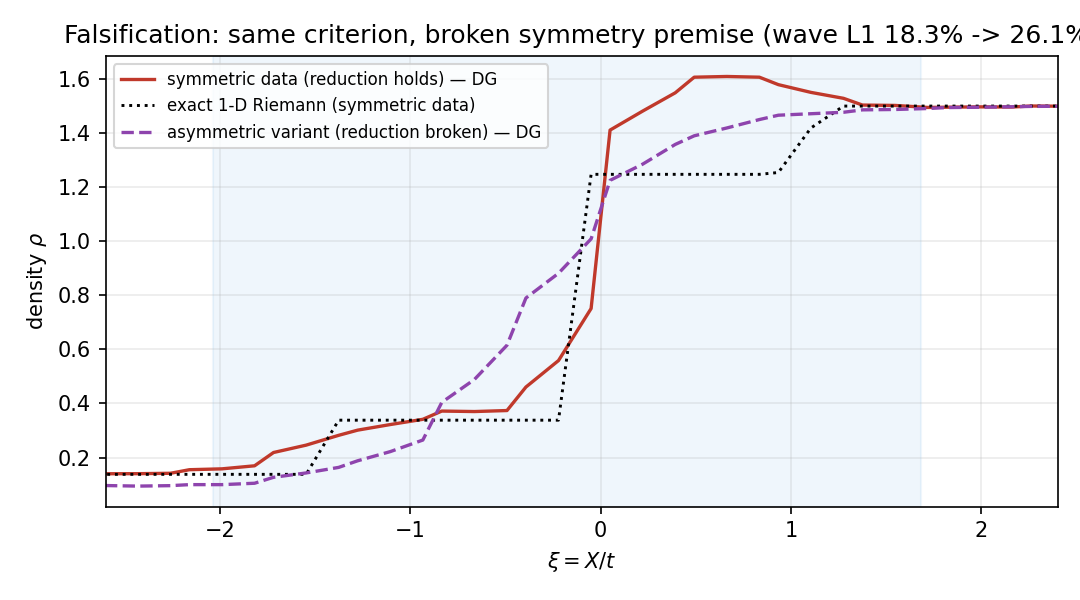 Falsification: same criterion, broken symmetry premise (wave L1 18.3% -> 26.1%
symmetric data (reduction holds) — DG
exact 1-D Riemann (symmetric data)
asymmetric variant (reduction broken) — DG
1.6
1.4
1.2
1.0
0.8
0.6
0.4
0.2
density ρ
−2
−1
0
1
2
ξ = X/t